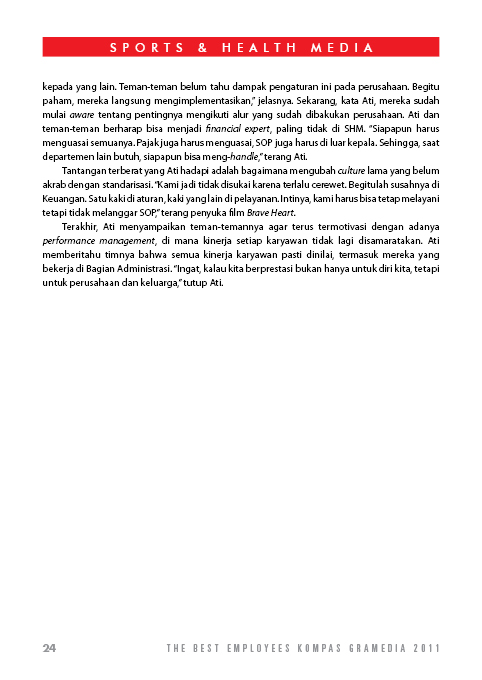 SPORTS & HEALTH MEDIA
kepada yang lain. Teman-teman belum tahu dampak pengaturan ini pada perusahaan. Begitu
paham, mereka langsung mengimplementasikan,” jelasnya. Sekarang, kata Ati, mereka sudah
mulai aware tentang pentingnya mengikuti alur yang sudah dibakukan perusahaan. Ati dan
teman-teman berharap bisa menjadi financial expert, paling tidak di SHM. “Siapapun harus
menguasai semuanya. Pajak juga harus menguasai, SOP juga harus di luar kepala. Sehingga, saat
departemen lain butuh, siapapun bisa meng-handle,” terang Ati.
Tantangan terberat yang Ati hadapi adalah bagaimana mengubah culture lama yang belum
akrab dengan standarisasi. “Kami jadi tidak disukai karena terlalu cerewet. Begitulah susahnya di
Keuangan. Satu kaki di aturan, kaki yang lain di pelayanan. Intinya, kami harus bisa tetap melayani
tetapi tidak melanggar SOP,” terang penyuka film Brave Heart.
Terakhir, Ati menyampaikan teman-temannya agar terus termotivasi dengan adanya
performance management, di mana kinerja setiap karyawan tidak lagi disamaratakan. Ati
memberitahu timnya bahwa semua kinerja karyawan pasti dinilai, termasuk mereka yang
bekerja di Bagian Administrasi. “Ingat, kalau kita berprestasi bukan hanya untuk diri kita, tetapi
untuk perusahaan dan keluarga,” tutup Ati.
24 THE BEST EMPLOYEES KOMPAS GRAMEDIA 2011